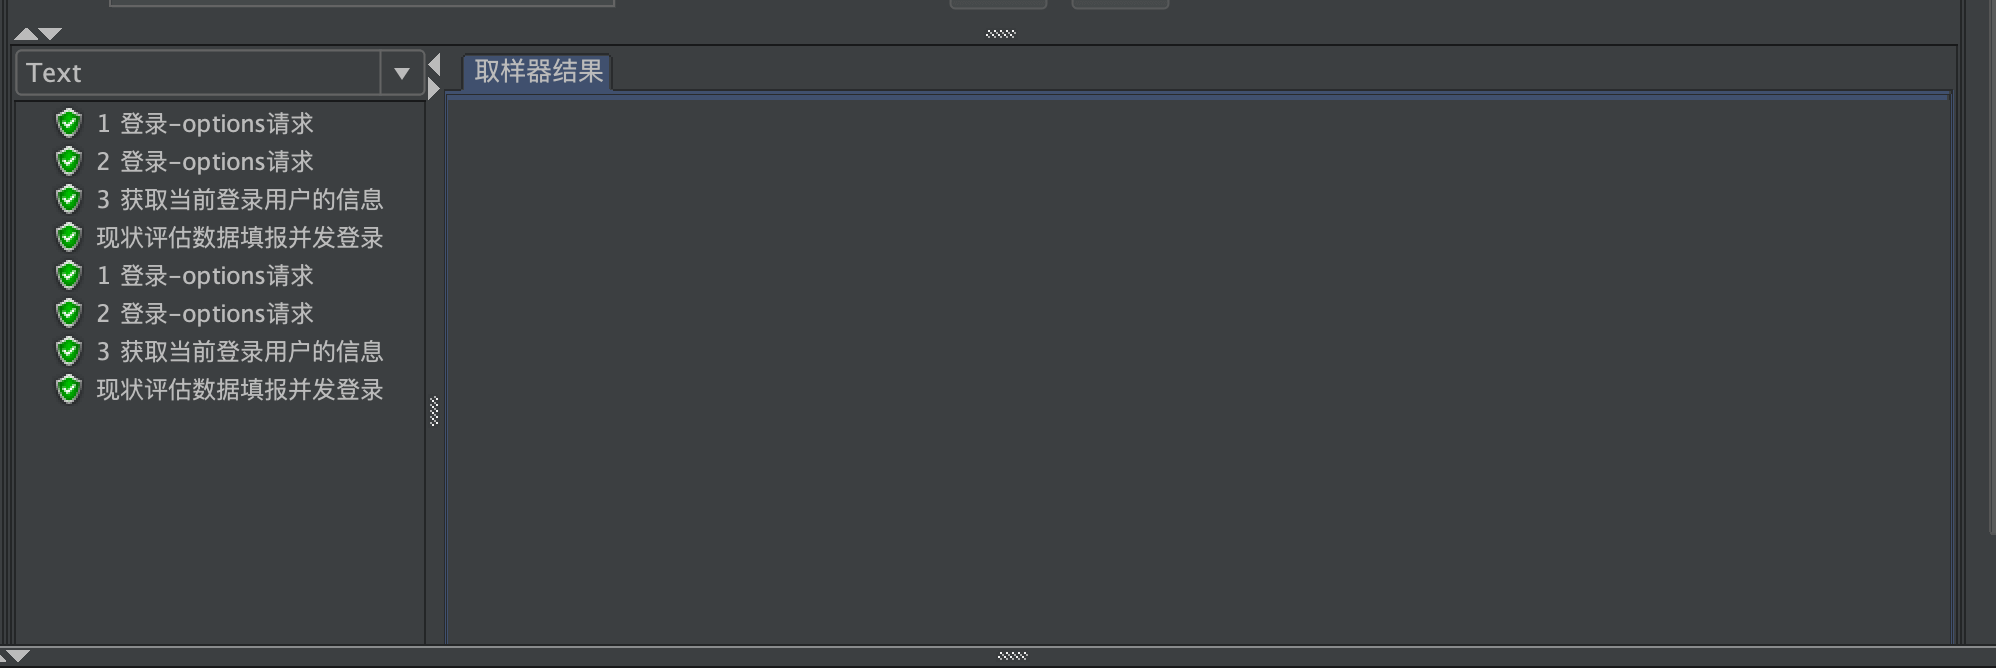 Text
取样器结果
1 登录-options请求
2 登录-options请求
3 获取当前登录用户的信息
现状评估数据填报并发登录
1 登录-options请求
2 登录-options请求
3 获取当前登录用户的信息
现状评估数据填报并发登录